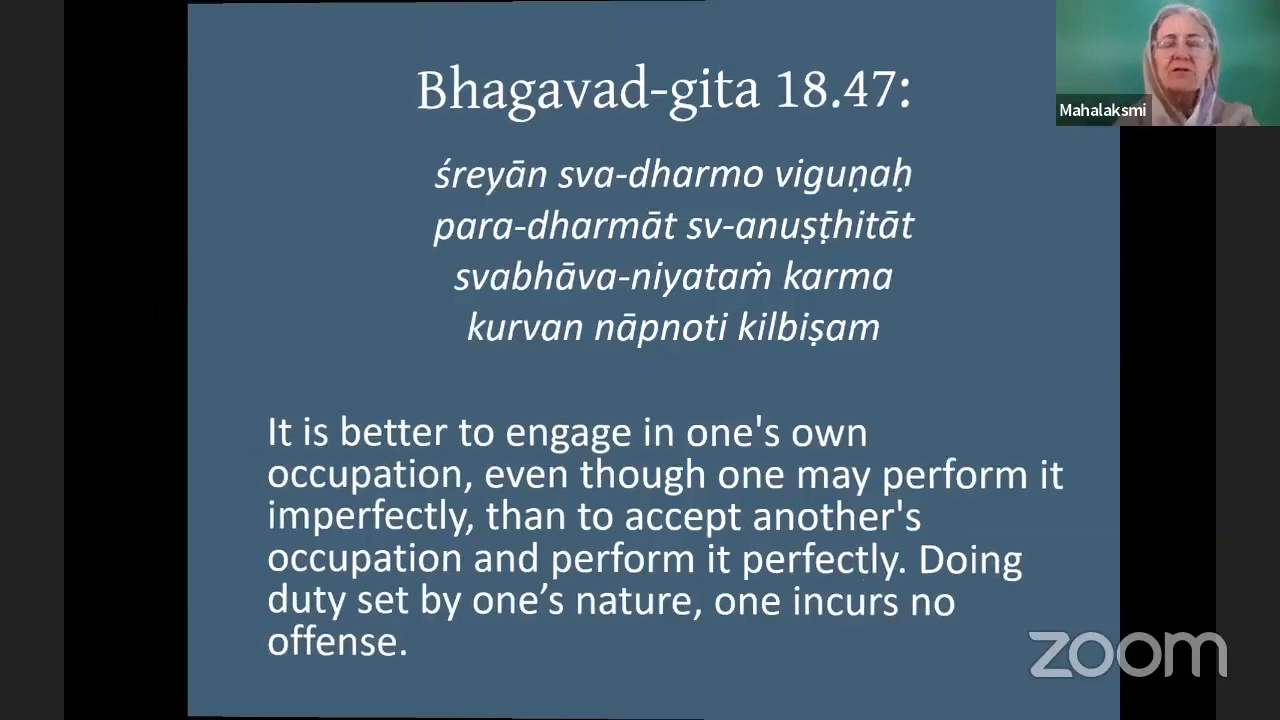 Bhagavad-gita 18.47:
śreyān sva-dharmo viguṇaḥ
para-dharmāt sv-anuṣṭhitāt
svabhāva-niyataṁ karma
kurvan nāpnoti kilbiṣam
It is better to engage in one's own
occupation, even though one may perform it
imperfectly, than to accept another's
occupation and perform it perfectly. Doing
duty set by one’s nature, one incurs no
offense.
Mahalaksmi
zoom